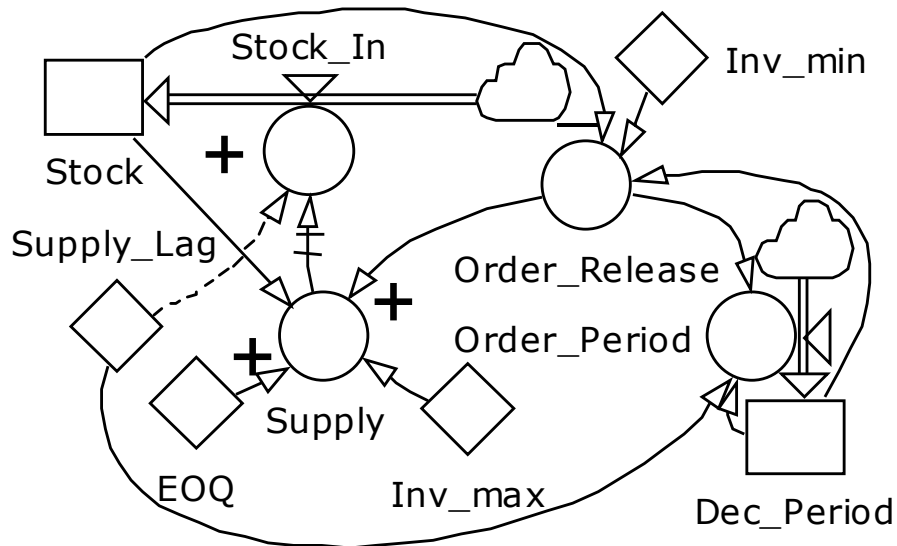 Stock_In
Inv_min
Stock
+
Supply_Lag
Order_Release
+
Order_Period
+
Supply
EOQ
Inv_max
Dec_Period